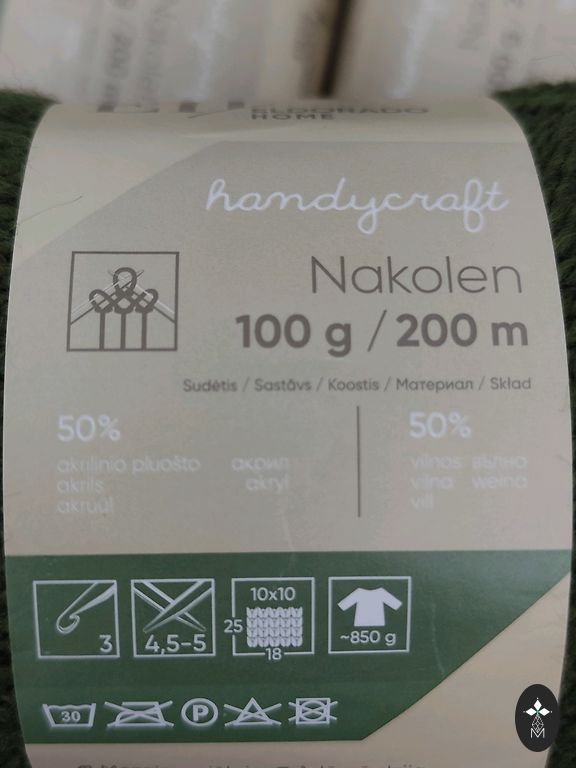 ELDORADO
HOME
handycraft
Nakolen
100 g / 200 m
Sudėtis / Sastāvs / Koostis / Материал / Skład
50%
akrilinio pluošto акрил
akrils akryl
akrüül
50%
vilnos
vilna wełna
vill
3
4,5-5
10x10
25
18
~850 g
30
P
M